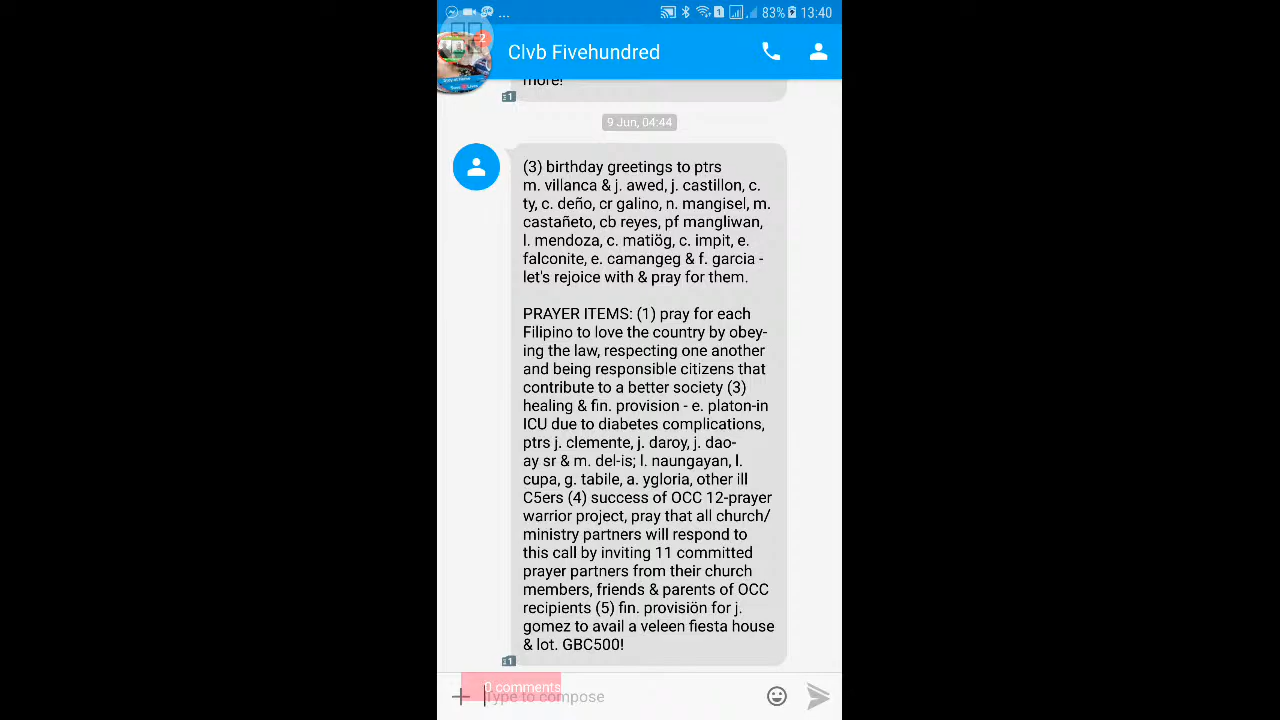 ... 1 83% 13:40
2
Clvb Fivehundred
more!
1
9 Jun, 04:44
(3) birthday greetings to ptrs
m. villanca & j. awed, j. castillon, c.
ty, c. deño, cr galino, n. mangisel, m.
castañeto, cb reyes, pf mangliwan,
l. mendoza, c. matiög, c. impit, e.
falconite, e. camangeg & f. garcia -
let's rejoice with & pray for them.
PRAYER ITEMS: (1) pray for each
Filipino to love the country by obey-
ing the law, respecting one another
and being responsible citizens that
contribute to a better society (3)
healing & fin. provision - e. platon-in
ICU due to diabetes complications,
ptrs j. clemente, j. daroy, j. dao-
ay sr & m. del-is; l. naungayan, l.
cupa, g. tabile, a. ygloria, other ill
C5ers (4) success of OCC 12-prayer
warrior project, pray that all church/
ministry partners will respond to
this call by inviting 11 committed
prayer partners from their church
members, friends & parents of OCC
recipients (5) fin. provisiön for j.
gomez to avail a veleen fiesta house
& lot. GBC500!
1
0 comments
Type to compose